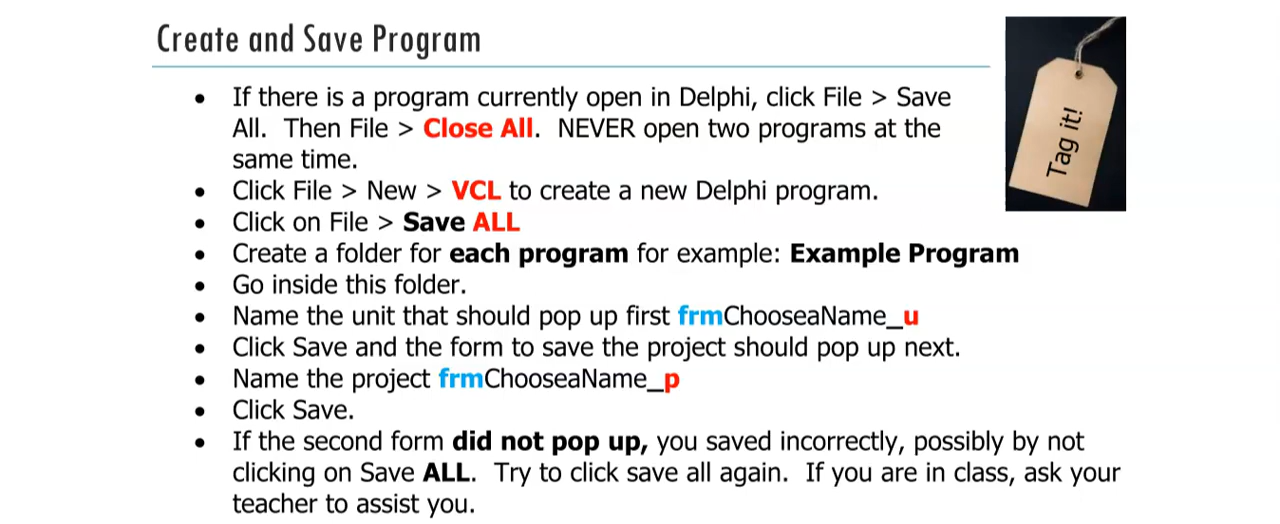 Create and Save Program
Tag it!
• If there is a program currently open in Delphi, click File > Save
All.  Then File > Close All.  NEVER open two programs at the
same time.
• Click File > New > VCL to create a new Delphi program.
• Click on File > Save ALL
• Create a folder for each program for example: Example Program
• Go inside this folder.
• Name the unit that should pop up first frmChooseaName_u
• Click Save and the form to save the project should pop up next.
• Name the project frmChooseaName_p
• Click Save.
• If the second form did not pop up, you saved incorrectly, possibly by not
clicking on Save ALL.  Try to click save all again.  If you are in class, ask your
teacher to assist you.